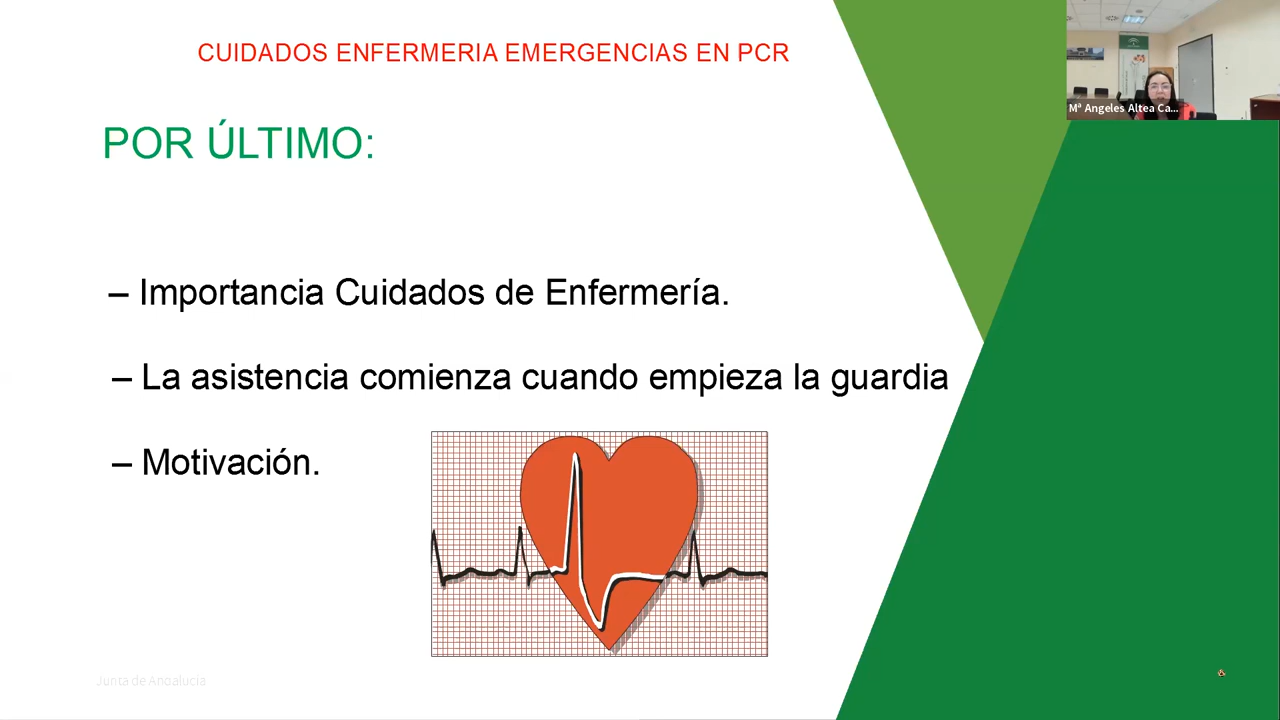 CUIDADOS ENFERMERIA EMERGENCIAS EN PCR
Mª Angeles Altea Ca...
POR ÚLTIMO:
– Importancia Cuidados de Enfermería.
– La asistencia comienza cuando empieza la guardia
– Motivación.
Junta de Andalucía